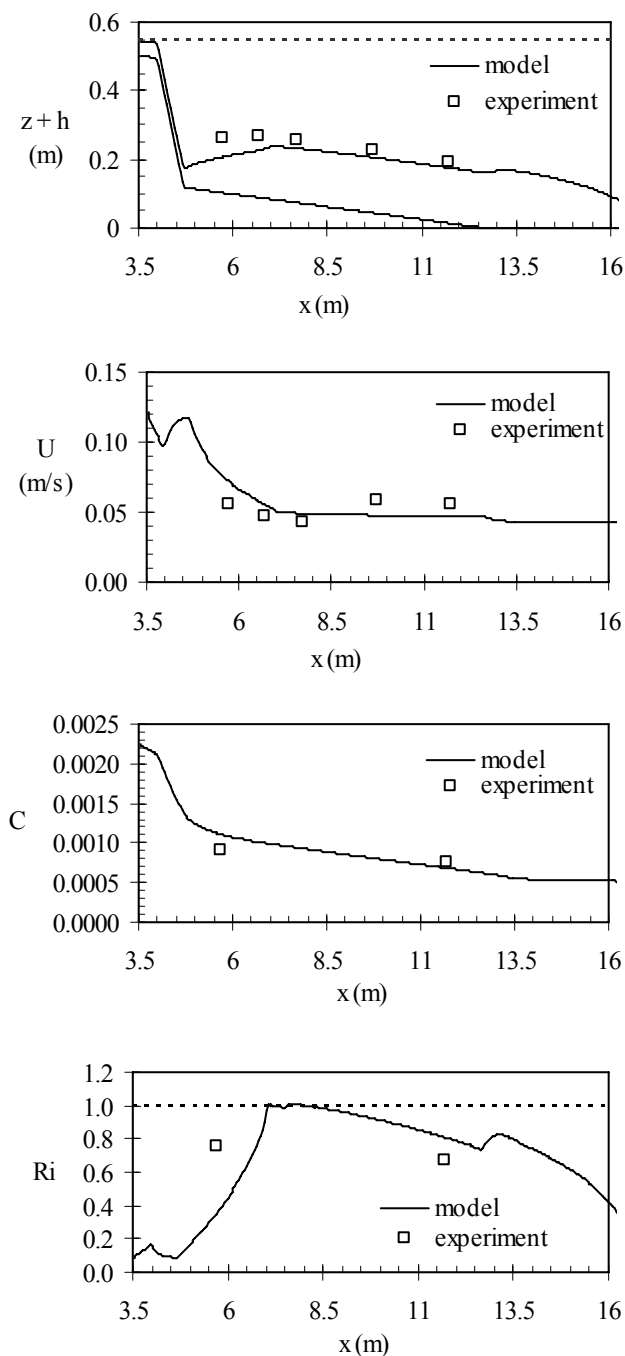 0.6
model
experiment
0.4
z + h
(m)
0.2
0
3.5 6 8.5 11 13.5 16
x (m)
0.15
model
experiment
0.10
U
(m/s)
0.05
0.00
3.5 6 8.5 11 13.5 16
x (m)
0.0025
0.0020
model
experiment
0.0015
C
0.0010
0.0005
0.0000
3.5 6 8.5 11 13.5 16
x (m)
1.2
1.0
0.8
0.6
Ri
0.4
model
0.2
experiment
0.0
3.5 6 8.5 11 13.5 16
x (m)